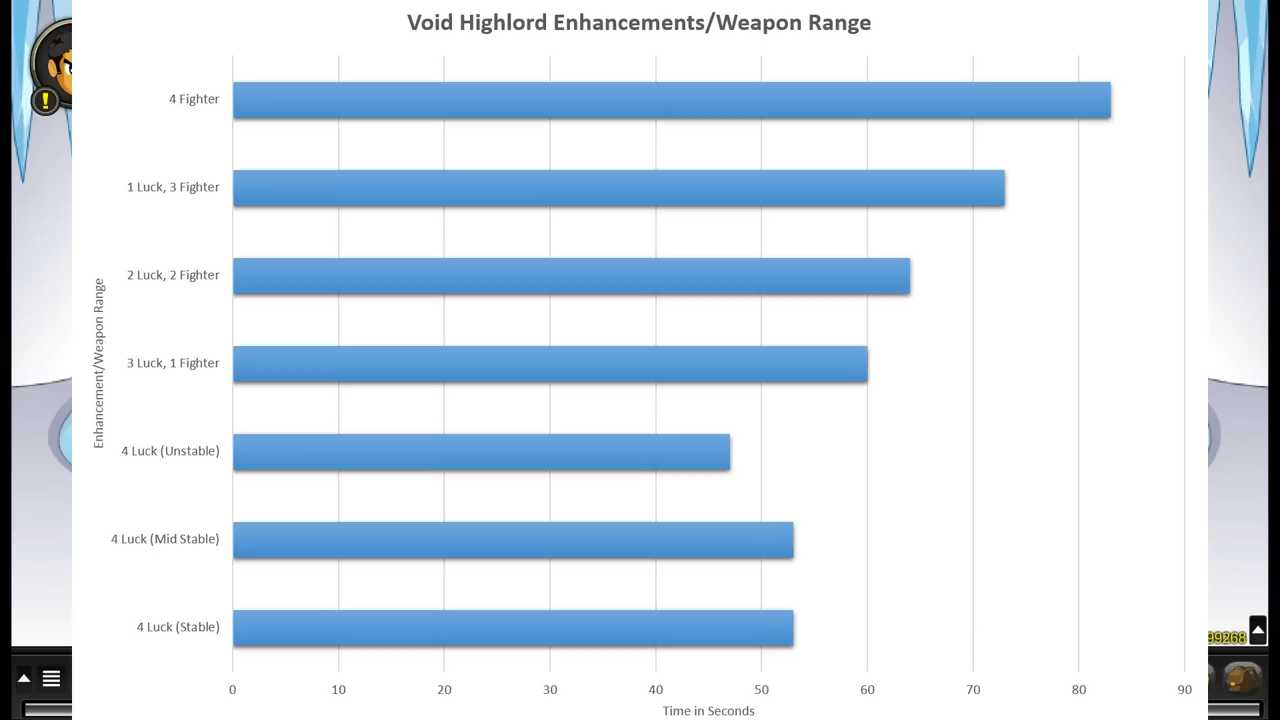 Void Highlord Enhancements/Weapon Range
4 Fighter
1 Luck, 3 Fighter
2 Luck, 2 Fighter
3 Luck, 1 Fighter
4 Luck (Unstable)
4 Luck (Mid Stable)
4 Luck (Stable)
Enhancement/Weapon Range
0 10 20 30 40 50 60 70 80 90
Time in Seconds
!
99268